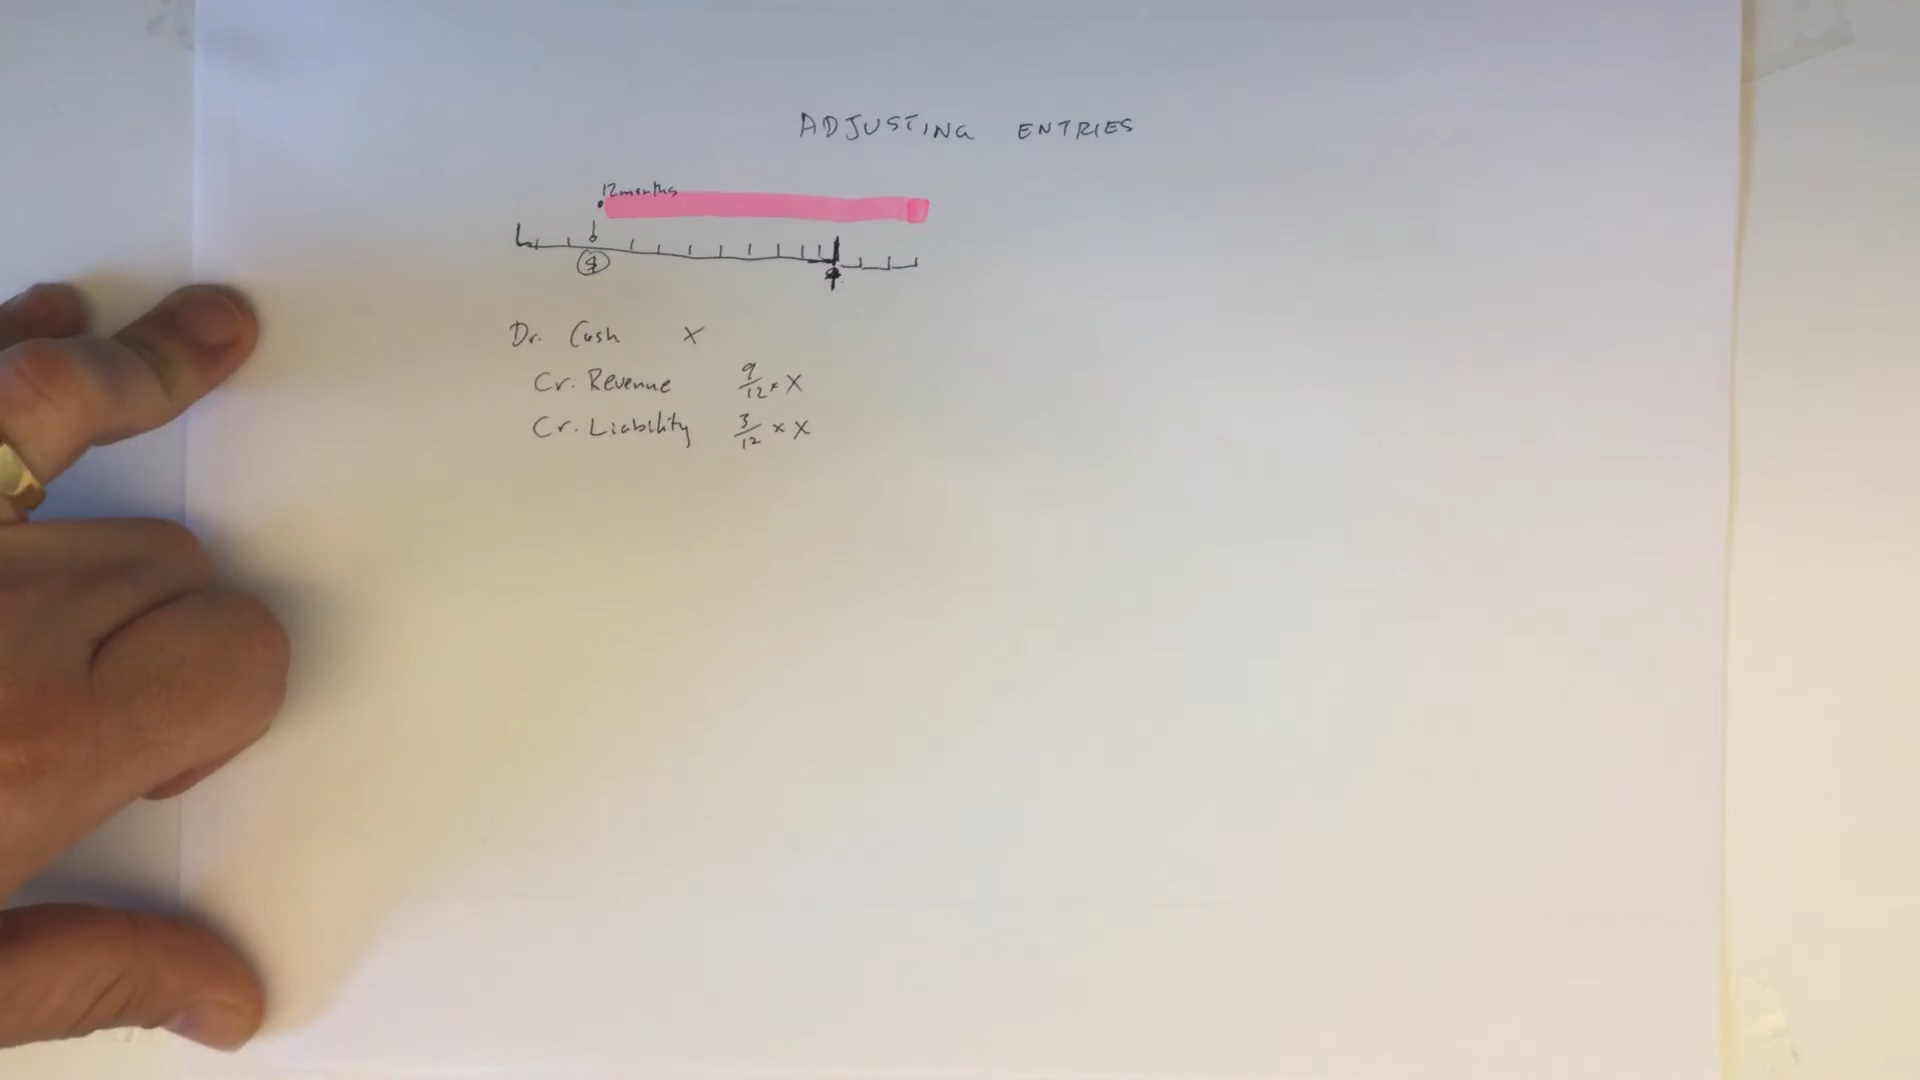 ADJUSTING ENTRIES
12 months
$
Dr. Cash X
Cr. Revenue 9/12 × X
Cr. Liability 3/12 × X